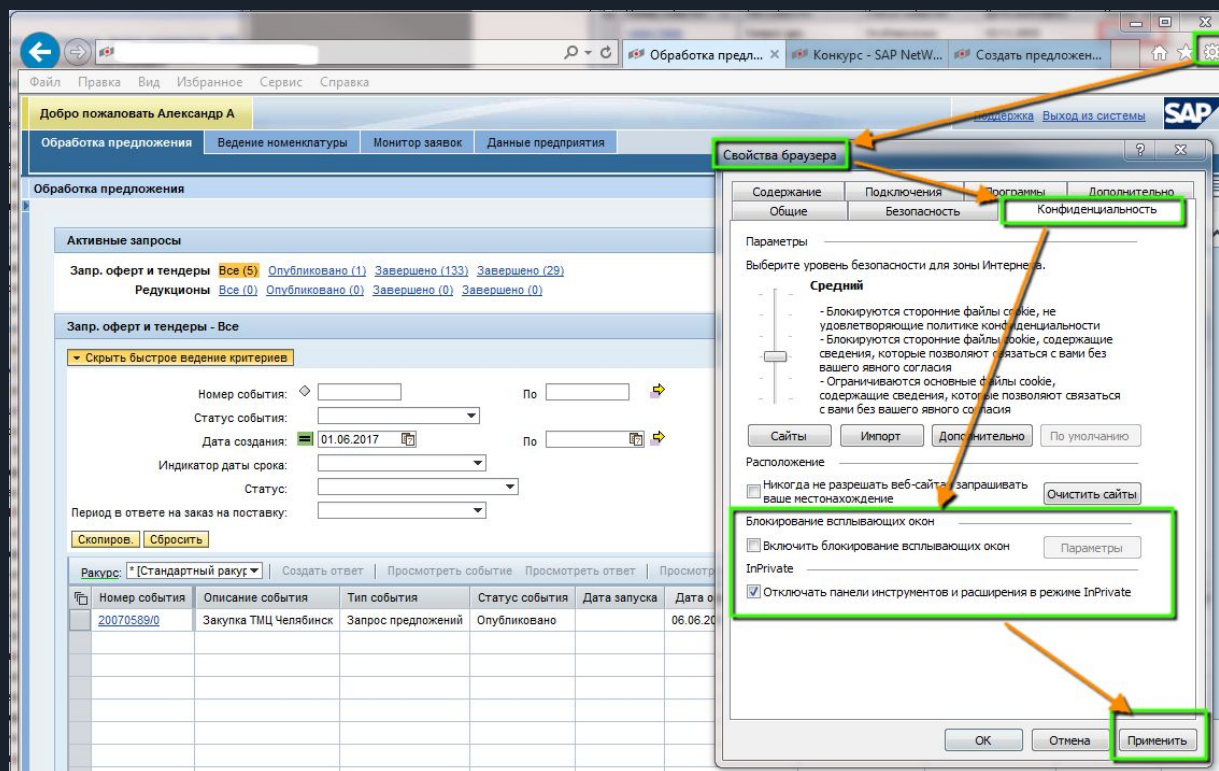 Обработка предл...
Конкурс - SAP NetW...
Создать предложен...
Файл Правка Вид Избранное Сервис Справка
Добро пожаловать Александр А
Поддержка Выход из системы
SAP
Обработка предложения Ведение номенклатуры Монитор заявок Данные предприятия
Обработка предложения
Активные запросы
Запр. оферт и тендеры Все (5) Опубликовано (1) Завершено (133) Завершено (29)
Редукционы Все (0) Опубликовано (0) Завершено (0) Завершено (0)
Запр. оферт и тендеры - Все
Скрыть быстрое ведение критериев
Номер события: По
Статус события:
Дата создания: 01.06.2017 По
Индикатор даты срока:
Статус:
Период в ответе на заказ на поставку:
Скопиров. Сбросить
Ракурс: * [Стандартный ракур Создать ответ Просмотреть событие Просмотреть ответ Просмотр
Номер события Описание события Тип события Статус события Дата запуска Дата о
20070589/0 Закупка ТМЦ Челябинск Запрос предложений Опубликовано 06.06.20
Свойства браузера
Содержание Подключения Программы Дополнительно
Общие Безопасность Конфиденциальность
Параметры
Выберите уровень безопасности для зоны Интернета.
Средний
- Блокируются сторонние файлы cookie, не
удовлетворяющие политике конфиденциальности
- Блокируются сторонние файлы cookie, содержащие
сведения, которые позволяют связаться с вами без
вашего явного согласия
- Ограничиваются основные файлы cookie,
содержащие сведения, которые позволяют связаться
с вами без вашего явного согласия
Сайты Импорт Дополнительно По умолчанию
Расположение
Никогда не разрешать веб-сайтам запрашивать
ваше местонахождение
Очистить сайты
Блокирование всплывающих окон
Включить блокирование всплывающих окон Параметры
InPrivate
Отключать панели инструментов и расширения в режиме InPrivate
OK Отмена Применить